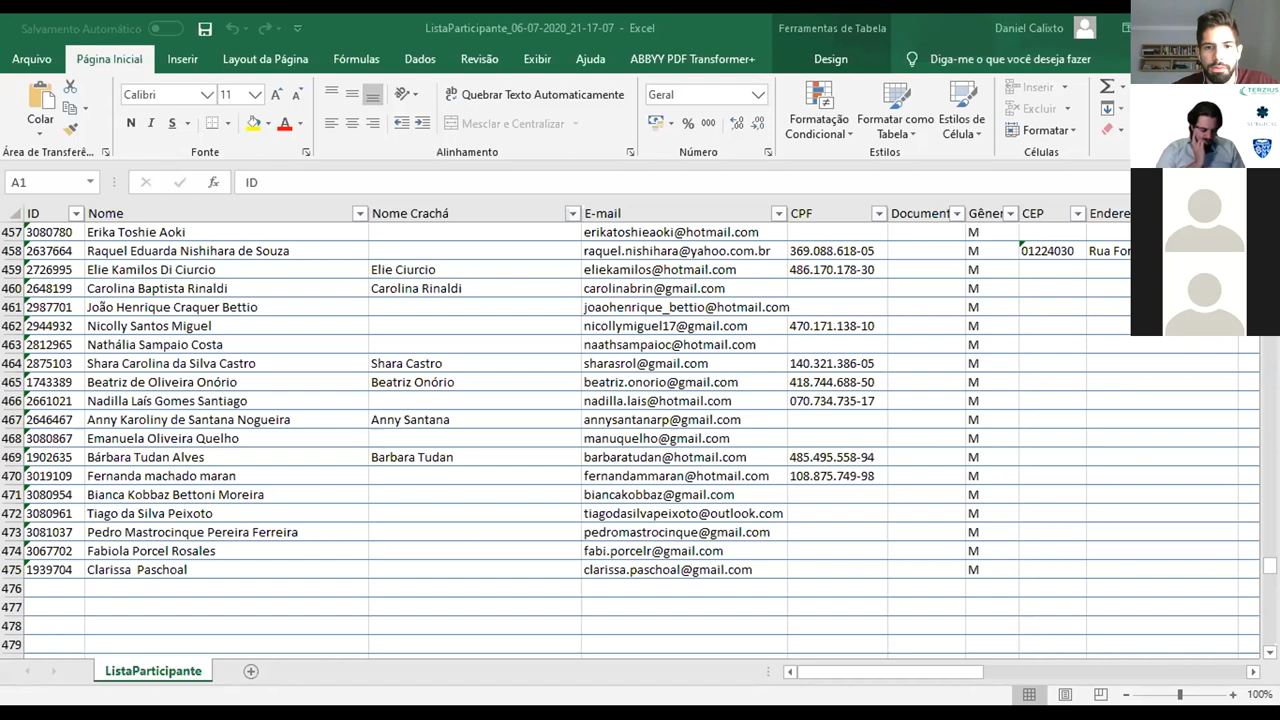 Salvamento Automático ListaParticipante_06-07-2020_21-17-07 – Excel Ferramentas de Tabela Daniel Calixto
Arquivo Página Inicial Inserir Layout da Página Fórmulas Dados Revisão Exibir Ajuda ABBYY PDF Transformer+ Design Diga-me o que você deseja fazer
Calibri 11 Quebrar Texto Automaticamente Geral Inserir
Colar N I S Mesclar e Centralizar % 000 Formatação Condicional Formatar como Tabela Estilos de Célula Excluir
Formatar
Área de Transferê... Fonte Alinhamento Número Estilos Células
TERZIUS
A1 ID
ID Nome Nome Crachá E-mail CPF Document Gêner CEP Endere
457 3080780 Erika Toshie Aoki erikatoshieaoki@hotmail.com M
458 2637664 Raquel Eduarda Nishihara de Souza raquel.nishihara@yahoo.com.br 369.088.618-05 M 01224030 Rua For
459 2726995 Elie Kamilos Di Ciurcio Elie Ciurcio eliekamilos@hotmail.com 486.170.178-30 M
460 2648199 Carolina Baptista Rinaldi Carolina Rinaldi carolinabrin@gmail.com M
461 2987701 João Henrique Craquer Bettio joaohenrique_bettio@hotmail.com M
462 2944932 Nicolly Santos Miguel nicollymiguel17@gmail.com 470.171.138-10 M
463 2812965 Nathália Sampaio Costa naathsampaioc@hotmail.com M
464 2875103 Shara Carolina da Silva Castro Shara Castro sharasrol@gmail.com 140.321.386-05 M
465 1743389 Beatriz de Oliveira Onório Beatriz Onório beatriz.onorio@gmail.com 418.744.688-50 M
466 2661021 Nadilla Laís Gomes Santiago nadilla.lais@hotmail.com 070.734.735-17 M
467 2646467 Anny Karoliny de Santana Nogueira Anny Santana annysantanarp@gmail.com M
468 3080867 Emanuela Oliveira Quelho manuquelho@gmail.com M
469 1902635 Bárbara Tudan Alves Barbara Tudan barbaratudan@hotmail.com 485.495.558-94 M
470 3019109 Fernanda machado maran fernandammaran@hotmail.com 108.875.749-98 M
471 3080954 Bianca Kobbaz Bettoni Moreira biancakobbaz@gmail.com M
472 3080961 Tiago da Silva Peixoto tiagodasilvapeixoto@outlook.com M
473 3081037 Pedro Mastrocinque Pereira Ferreira pedromastrocinque@gmail.com M
474 3067702 Fabiola Porcel Rosales fabi.porcelr@gmail.com M
475 1939704 Clarissa Paschoal clarissa.paschoal@gmail.com M
476
477
478
479
ListaParticipante
100%